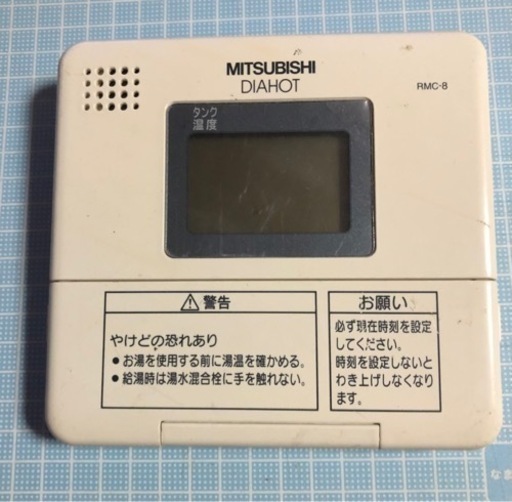 MITSUBISHI
DIAHOT
RMC-8
タンク
温度
⚠警告
やけどの恐れあり
●お湯を使用する前に湯温を確かめる。
●給湯時は湯水混合栓に手を触れない。
お願い
必ず現在時刻を設定
してください。
時刻を設定しないと
わき上げしなくなり
ます。